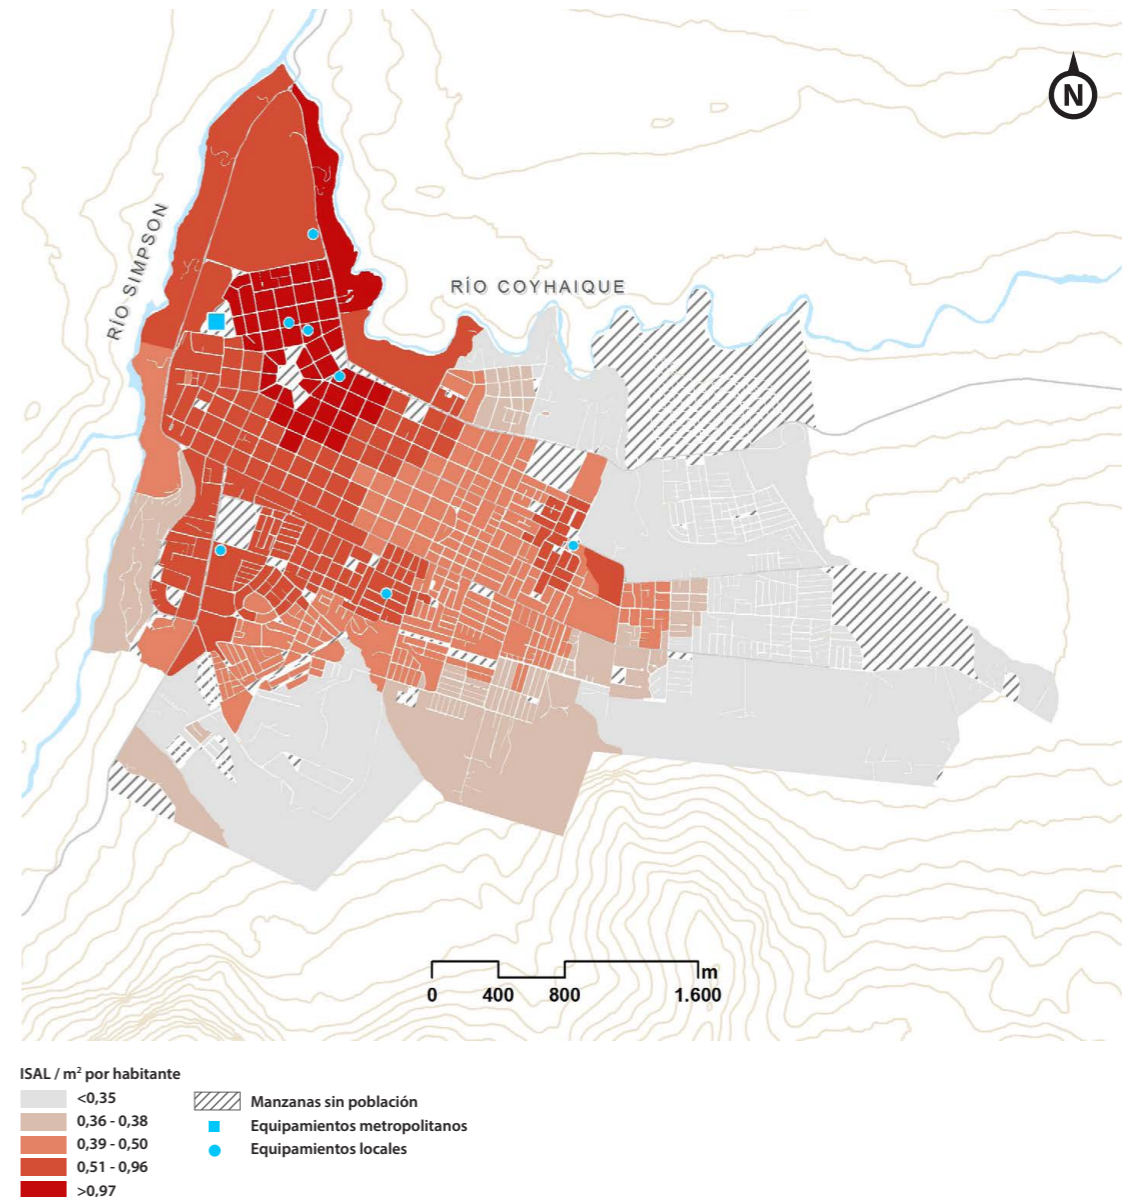 N
RÍO SIMPSON
RÍO COYHAIQUE
m
0 400 800 1.600
ISAL / m² por habitante
<0,35
0,36 - 0,38
0,39 - 0,50
0,51 - 0,96
>0,97
Manzanas sin población
Equipamientos metropolitanos
Equipamientos locales